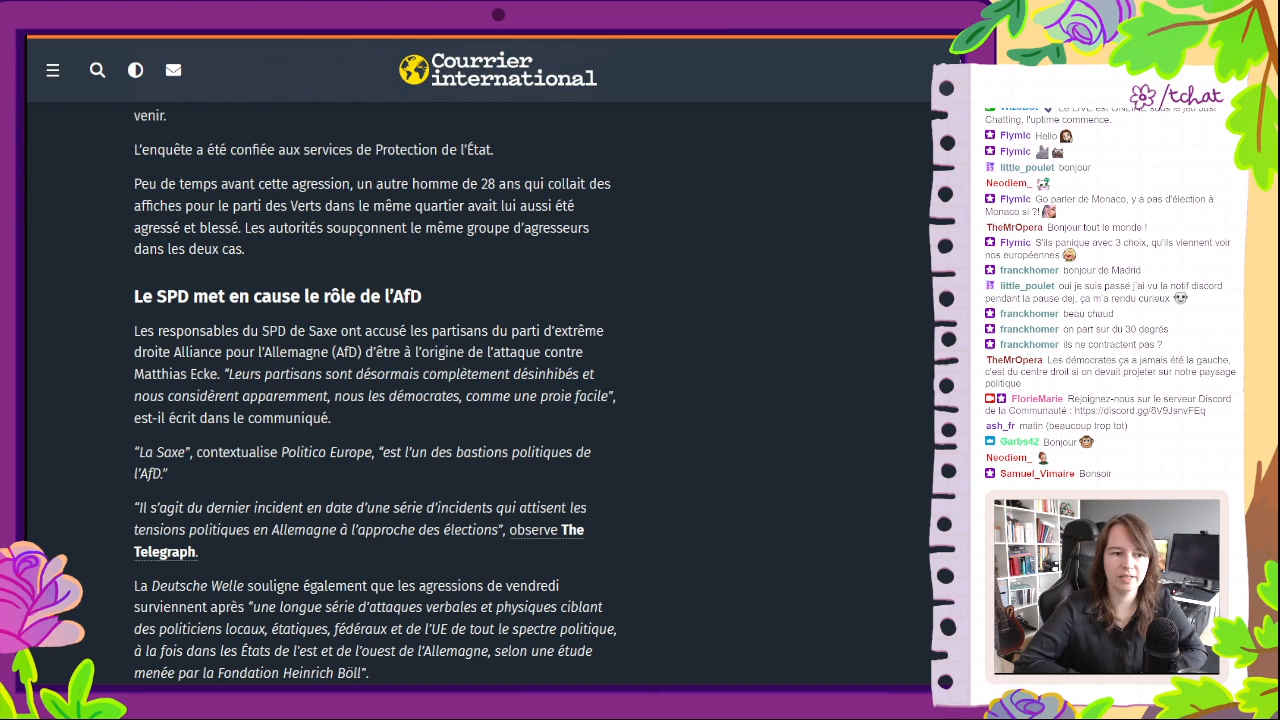 Courrier
international
venir.
L'enquête a été confiée aux services de Protection de l'État.
Peu de temps avant cette agression, un autre homme de 28 ans qui collait des
affiches pour le parti des Verts dans le même quartier avait lui aussi été
agressé et blessé. Les autorités soupçonnent le même groupe d'agresseurs
dans les deux cas.
Le SPD met en cause le rôle de l'AfD
Les responsables du SPD de Saxe ont accusé les partisans du parti d'extrême
droite Alliance pour l'Allemagne (AfD) d'être à l'origine de l'attaque contre
Matthias Ecke. “Leurs partisans sont désormais complètement désinhibés et
nous considèrent apparemment, nous les démocrates, comme une proie facile”,
est-il écrit dans le communiqué.
“La Saxe”, contextualise Politico Europe, “est l'un des bastions politiques de
l'AfD.”
“Il s'agit du dernier incident en date d'une série d'incidents qui attisent les
tensions politiques en Allemagne à l'approche des élections”, observe The
Telegraph.
La Deutsche Welle souligne également que les agressions de vendredi
surviennent après “une longue série d'attaques verbales et physiques ciblant
des politiciens locaux, étatiques, fédéraux et de l'UE de tout le spectre politique,
à la fois dans les États de l'est et de l'ouest de l'Allemagne, selon une étude
menée par la Fondation Heinrich Böll”.
/tchat
WizeBot Le LIVE est ONLINE sous le jeu Just
Chatting, l'uptime commence.
Flymic Hello
Flymic
little_poulet bonjour
Neodiem_
Flymic Go parler de Monaco, y a pas d'élection à
Monaco si ?!
TheMrOpera Bonjour tout le monde !
Flymic S'ils panique avec 3 choix, qu'ils viennent voir
nos européennes
franckhomer bonjour de Madrid
little_poulet oui je suis passé j'ai vu la notif discord
pendant la pause dej, ça m'a rendu curieux
franckhomer beau chaud
franckhomer on part sur du 30 degrés
franckhomer ils ne contractent pas ?
TheMrOpera Les démocrates ça a jamais été la gauche,
c'est du centre droit si on devait projeter sur notre paysage
politique
FlorieMarie Rejoignez-nous sur le serveur Discord
de la Communauté : https://discord.gg/8V9JsnvFEq
ash_fr matin (beaucoup trop tot)
Garbs42 Bonjour
Neodiem_
Samuel_Vimaire Bonsoir